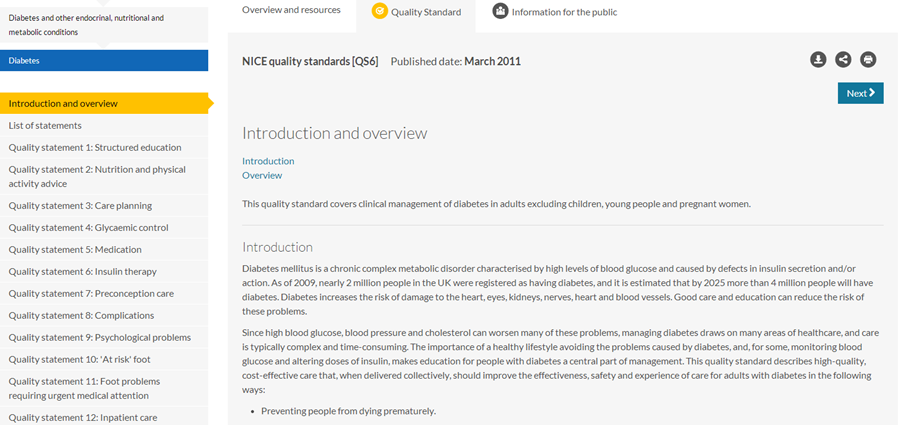 Diabetes and other endocrinal, nutritional and
metabolic conditions
Diabetes
Introduction and overview
List of statements
Quality statement 1: Structured education
Quality statement 2: Nutrition and physical
activity advice
Quality statement 3: Care planning
Quality statement 4: Glycaemic control
Quality statement 5: Medication
Quality statement 6: Insulin therapy
Quality statement 7: Preconception care
Quality statement 8: Complications
Quality statement 9: Psychological problems
Quality statement 10: 'At risk' foot
Quality statement 11: Foot problems
requiring urgent medical attention
Quality statement 12: Inpatient care
Overview and resources
Quality Standard
Information for the public
NICE quality standards [QS6] Published date: March 2011
Next
Introduction and overview
Introduction
Overview
This quality standard covers clinical management of diabetes in adults excluding children, young people and pregnant women.
Introduction
Diabetes mellitus is a chronic complex metabolic disorder characterised by high levels of blood glucose and caused by defects in insulin secretion and/or
action. As of 2009, nearly 2 million people in the UK were registered as having diabetes, and it is estimated that by 2025 more than 4 million people will have
diabetes. Diabetes increases the risk of damage to the heart, eyes, kidneys, nerves, heart and blood vessels. Good care and education can reduce the risk of
these problems.
Since high blood glucose, blood pressure and cholesterol can worsen many of these problems, managing diabetes draws on many areas of healthcare, and care
is typically complex and time-consuming. The importance of a healthy lifestyle avoiding the problems caused by diabetes, and, for some, monitoring blood
glucose and altering doses of insulin, makes education for people with diabetes a central part of management. This quality standard describes high-quality,
cost-effective care that, when delivered collectively, should improve the effectiveness, safety and experience of care for adults with diabetes in the following
ways:
• Preventing people from dying prematurely.